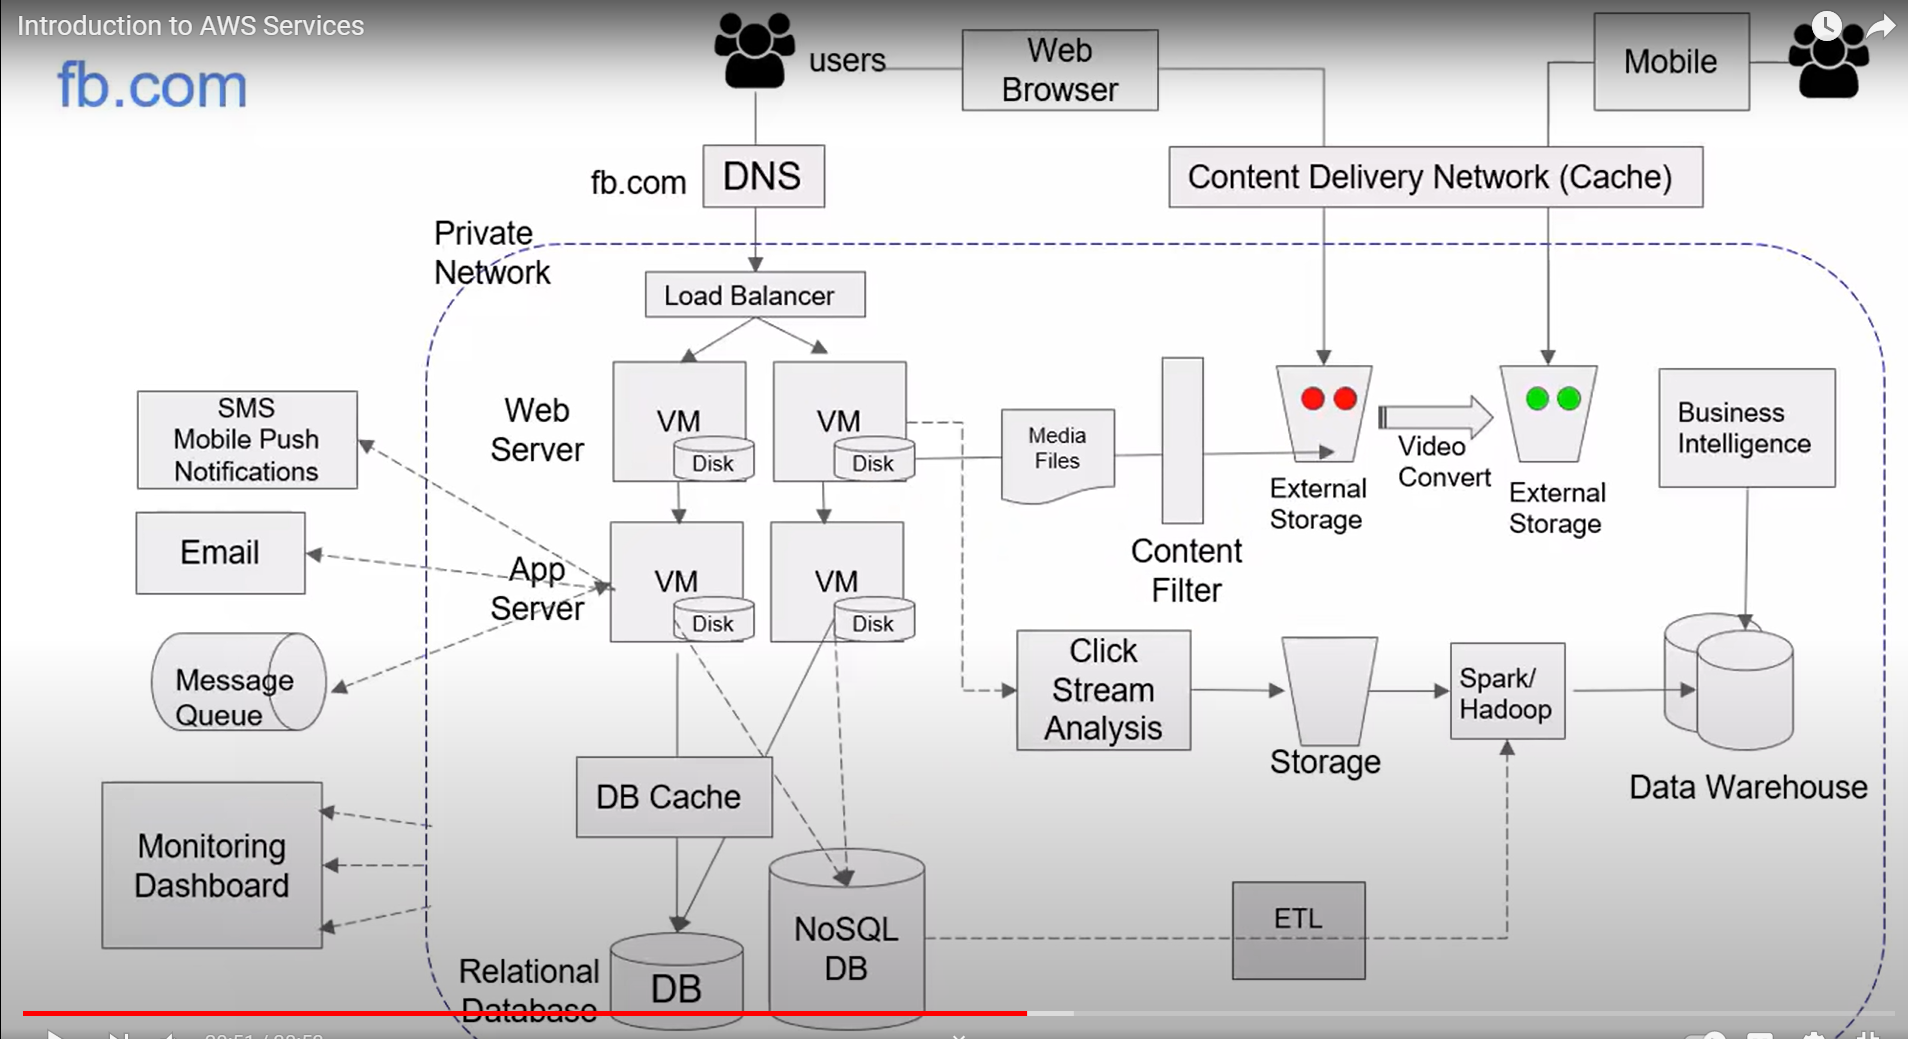 Introduction to AWS Services
fb.com
users
Web
Browser
Mobile
fb.com
DNS
Content Delivery Network (Cache)
Private
Network
Load Balancer
Web
Server
VM
Disk
VM
Disk
Media
Files
Content
Filter
External
Storage
Video
Convert
External
Storage
Business
Intelligence
SMS
Mobile Push
Notifications
Email
Message
Queue
App
Server
VM
Disk
VM
Disk
Click
Stream
Analysis
Storage
Spark/
Hadoop
Data Warehouse
Monitoring
Dashboard
DB Cache
NoSQL
DB
ETL
Relational
Database
DB